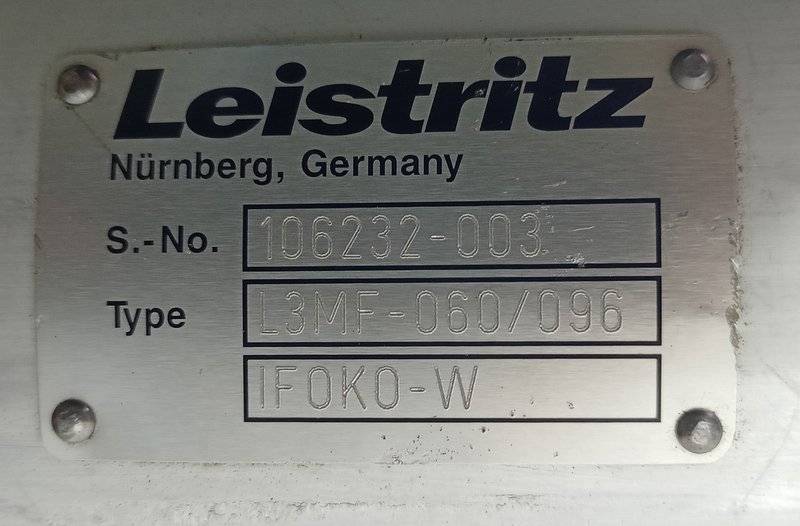 Leistritz
Nürnberg, Germany
S.-No. 106232-003
Type L3MF-060/096
IFOKO-W